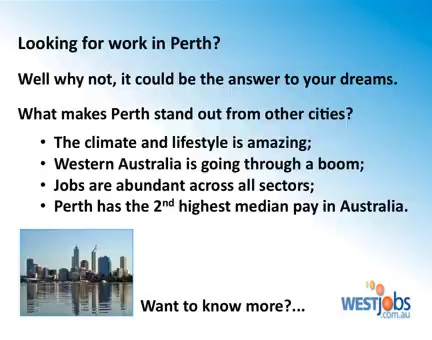 Looking for work in Perth?
Well why not, it could be the answer to your dreams.
What makes Perth stand out from other cities?
• The climate and lifestyle is amazing;
• Western Australia is going through a boom;
• Jobs are abundant across all sectors;
• Perth has the 2nd highest median pay in Australia.
Want to know more?...
WESTjobs
.com.au